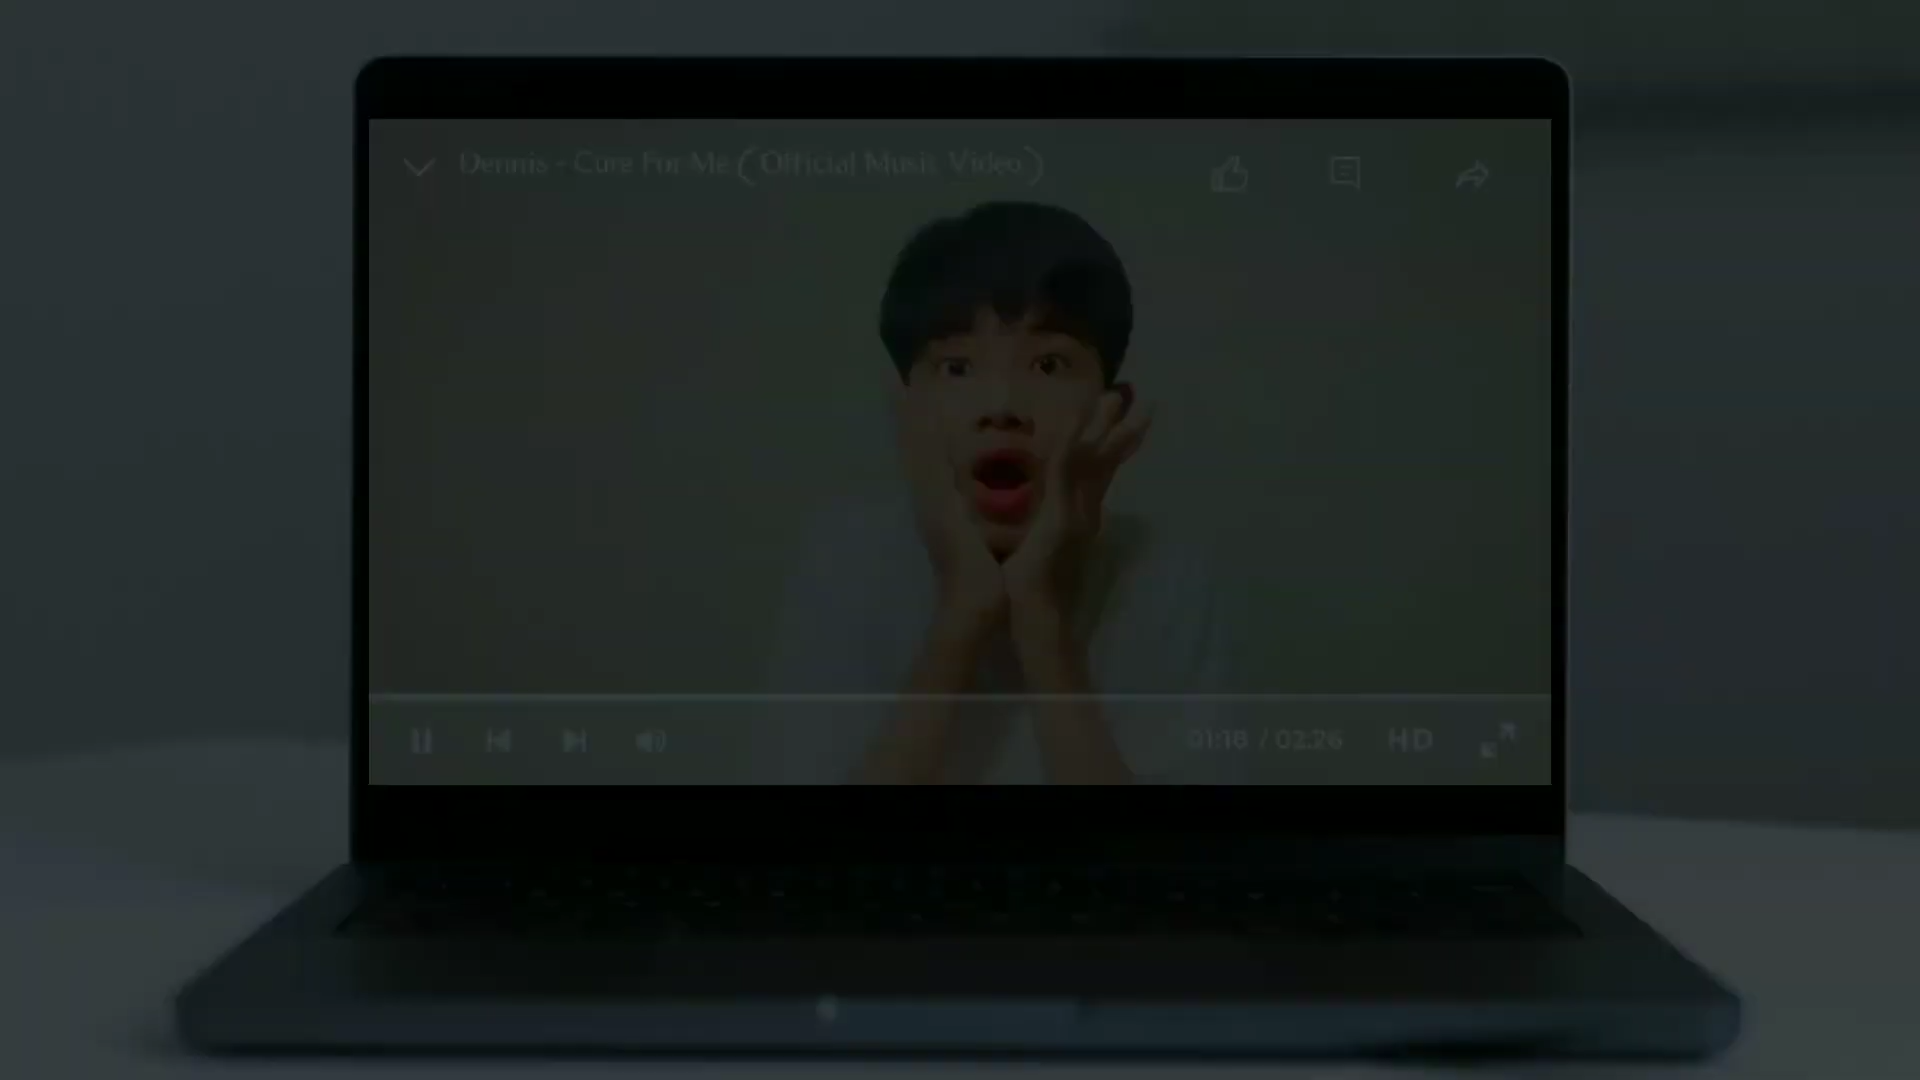 Dennis - Cure For Me (Official Music Video)
01:18 / 02:26 HD